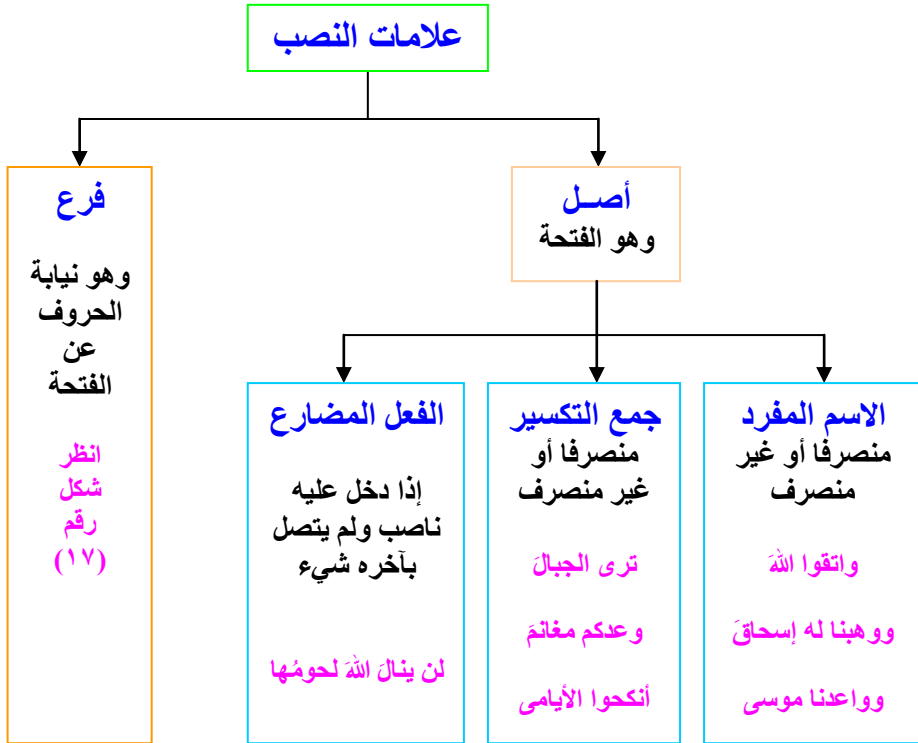 علامات النصب
أصــل
وهو الفتحة
الاسم المفرد
منصرفا أو غير
منصرف
واتقوا اللهَ
ووهبنا له إسحاقَ
وواعدنا موسى
جمع التكسير
منصرفا أو
غير منصرف
ترى الجبالَ
وعدكم مغانمَ
أنكحوا الأيامى
الفعل المضارع
إذا دخل عليه
ناصب ولم يتصل
بآخره شيء
لن ينالَ اللهَ لحومُها
فرع
وهو نيابة
الحروف
عن
الفتحة
انظر
شكل
رقم
(١٧)